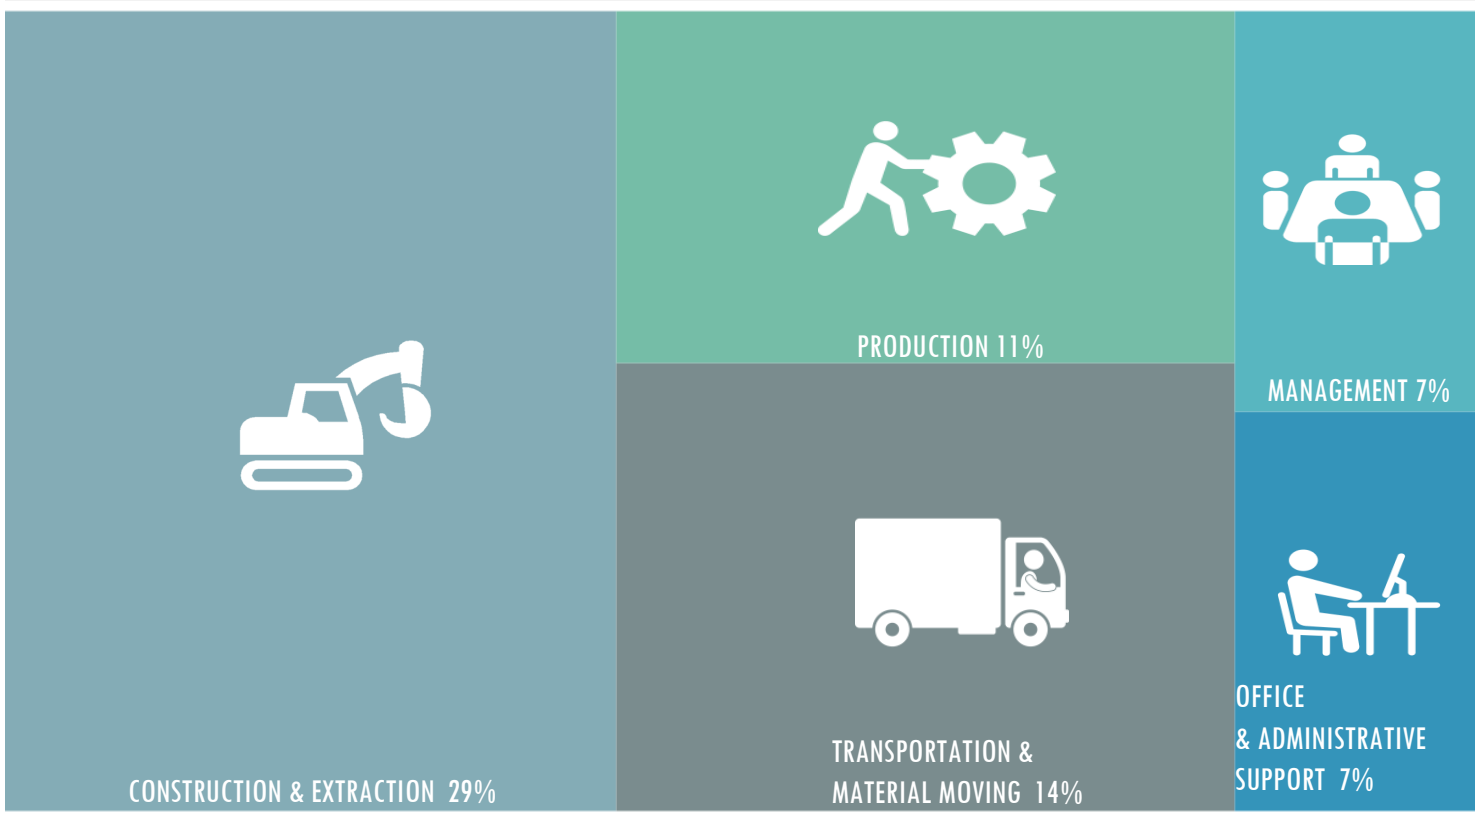 PRODUCTION 11%
MANAGEMENT 7%
OFFICE
& ADMINISTRATIVE
SUPPORT 7%
TRANSPORTATION &
MATERIAL MOVING 14%
CONSTRUCTION & EXTRACTION 29%